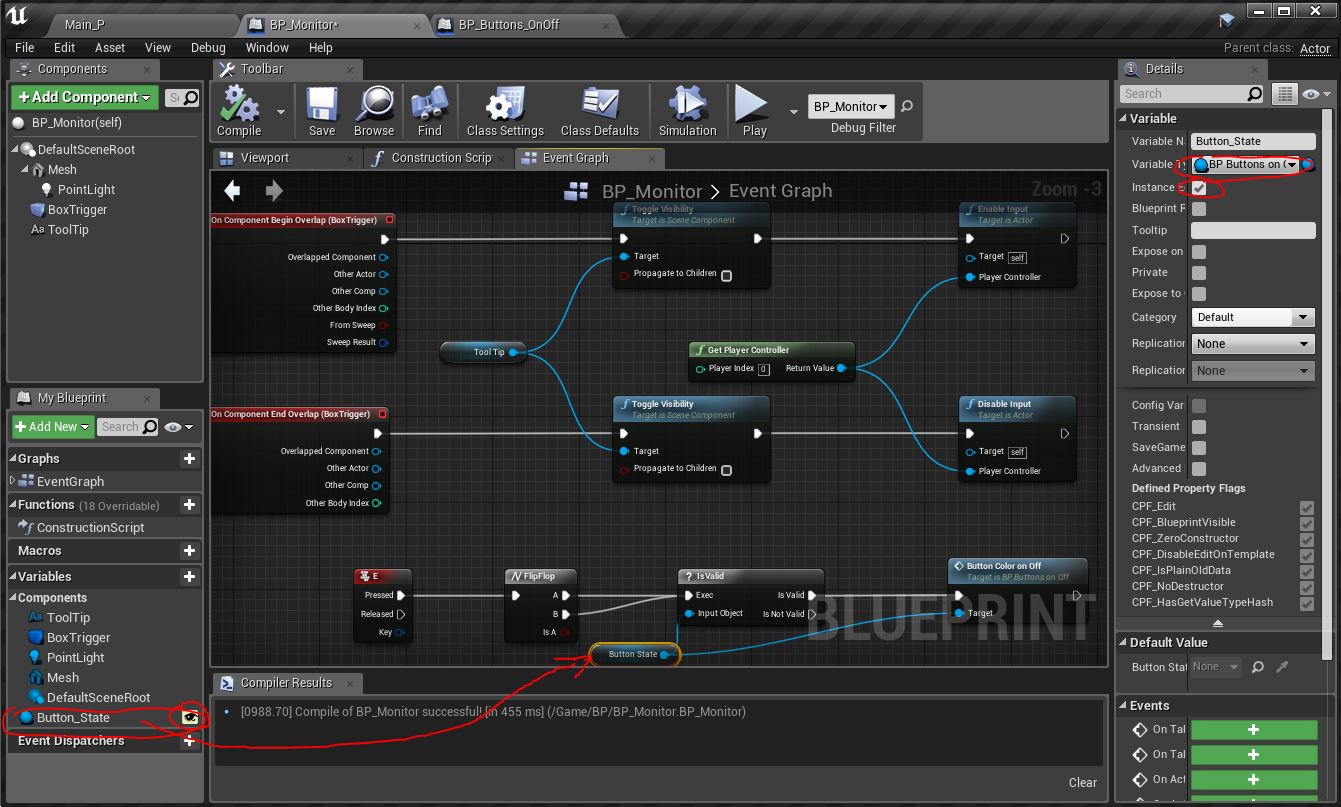 Main_P
BP_Monitor*
BP_Buttons_OnOff
File Edit Asset View Debug Window Help
Parent class: Actor
Components
Add Component
BP_Monitor(self)
DefaultSceneRoot
Mesh
PointLight
BoxTrigger
ToolTip
My Blueprint
Add New
Search
Graphs
EventGraph
Functions (18 Overridable)
ConstructionScript
Macros
Variables
Components
ToolTip
BoxTrigger
PointLight
Mesh
DefaultSceneRoot
Button_State
Event Dispatchers
Toolbar
Compile
Save
Browse
Find
Class Settings
Class Defaults
Simulation
Play
BP_Monitor
Debug Filter
Viewport
Construction Scrip
Event Graph
BP_Monitor > Event Graph
Zoom -3
On Component Begin Overlap (BoxTrigger)
Overlapped Component
Other Actor
Other Comp
Other Body Index
From Sweep
Sweep Result
Toggle Visibility
Target is Scene Component
Target
Propagate to Children
Enable Input
Target is Actor
Target self
Player Controller
Tool Tip
Get Player Controller
Player Index 0 Return Value
On Component End Overlap (BoxTrigger)
Overlapped Component
Other Actor
Other Comp
Other Body Index
Toggle Visibility
Target is Scene Component
Target
Propagate to Children
Disable Input
Target is Actor
Target self
Player Controller
E
Pressed
Released
Key
FlipFlop
A
B
Is A
? IsValid
Exec Is Valid
Input Object Is Not Valid
Button Color on Off
Target is BP Buttons on Off
Target
Button State
BLUEPRINT
Compiler Results
[0988.70] Compile of BP_Monitor successful! [in 455 ms] (/Game/BP/BP_Monitor.BP_Monitor)
Clear
Details
Search
Variable
Variable N Button_State
Variable Ty BP Buttons on
Instance E
Blueprint F
Tooltip
Expose on
Private
Expose to
Category Default
Replication None
Replication None
Config Var
Transient
SaveGame
Advanced
Defined Property Flags
CPF_Edit
CPF_BlueprintVisible
CPF_ZeroConstructor
CPF_DisableEditOnTemplate
CPF_IsPlainOldData
CPF_NoDestructor
CPF_HasGetValueTypeHash
Default Value
Button Stat None
Events
On Tal
On Tal
On Act